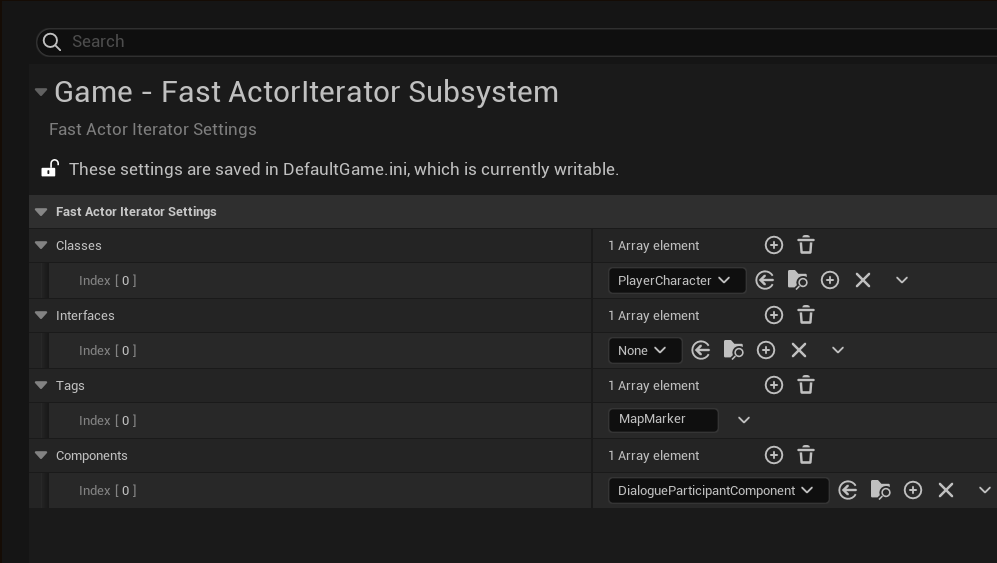 Search
Game - Fast ActorIterator Subsystem
Fast Actor Iterator Settings
These settings are saved in DefaultGame.ini, which is currently writable.
Fast Actor Iterator Settings
Classes 1 Array element
Index [ 0 ] PlayerCharacter
Interfaces 1 Array element
Index [ 0 ] None
Tags 1 Array element
Index [ 0 ] MapMarker
Components 1 Array element
Index [ 0 ] DialogueParticipantComponent